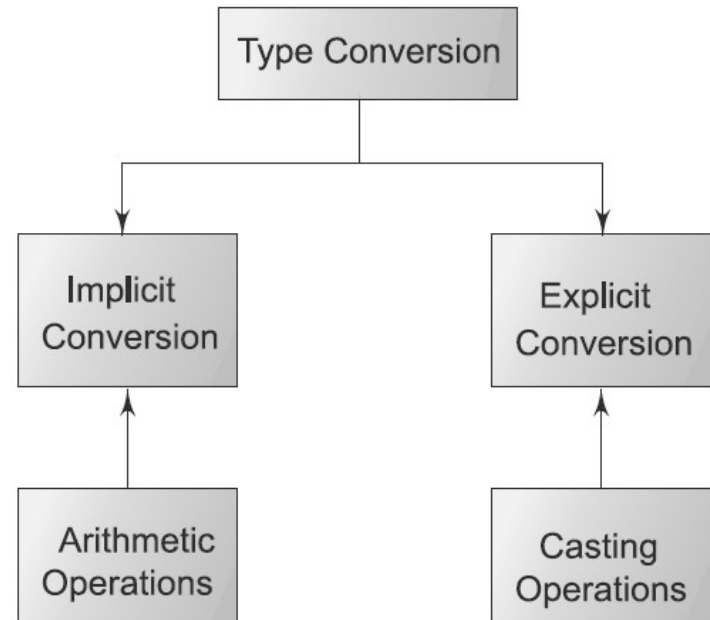 Type Conversion
Implicit
Conversion
Explicit
Conversion
Arithmetic
Operations
Casting
Operations